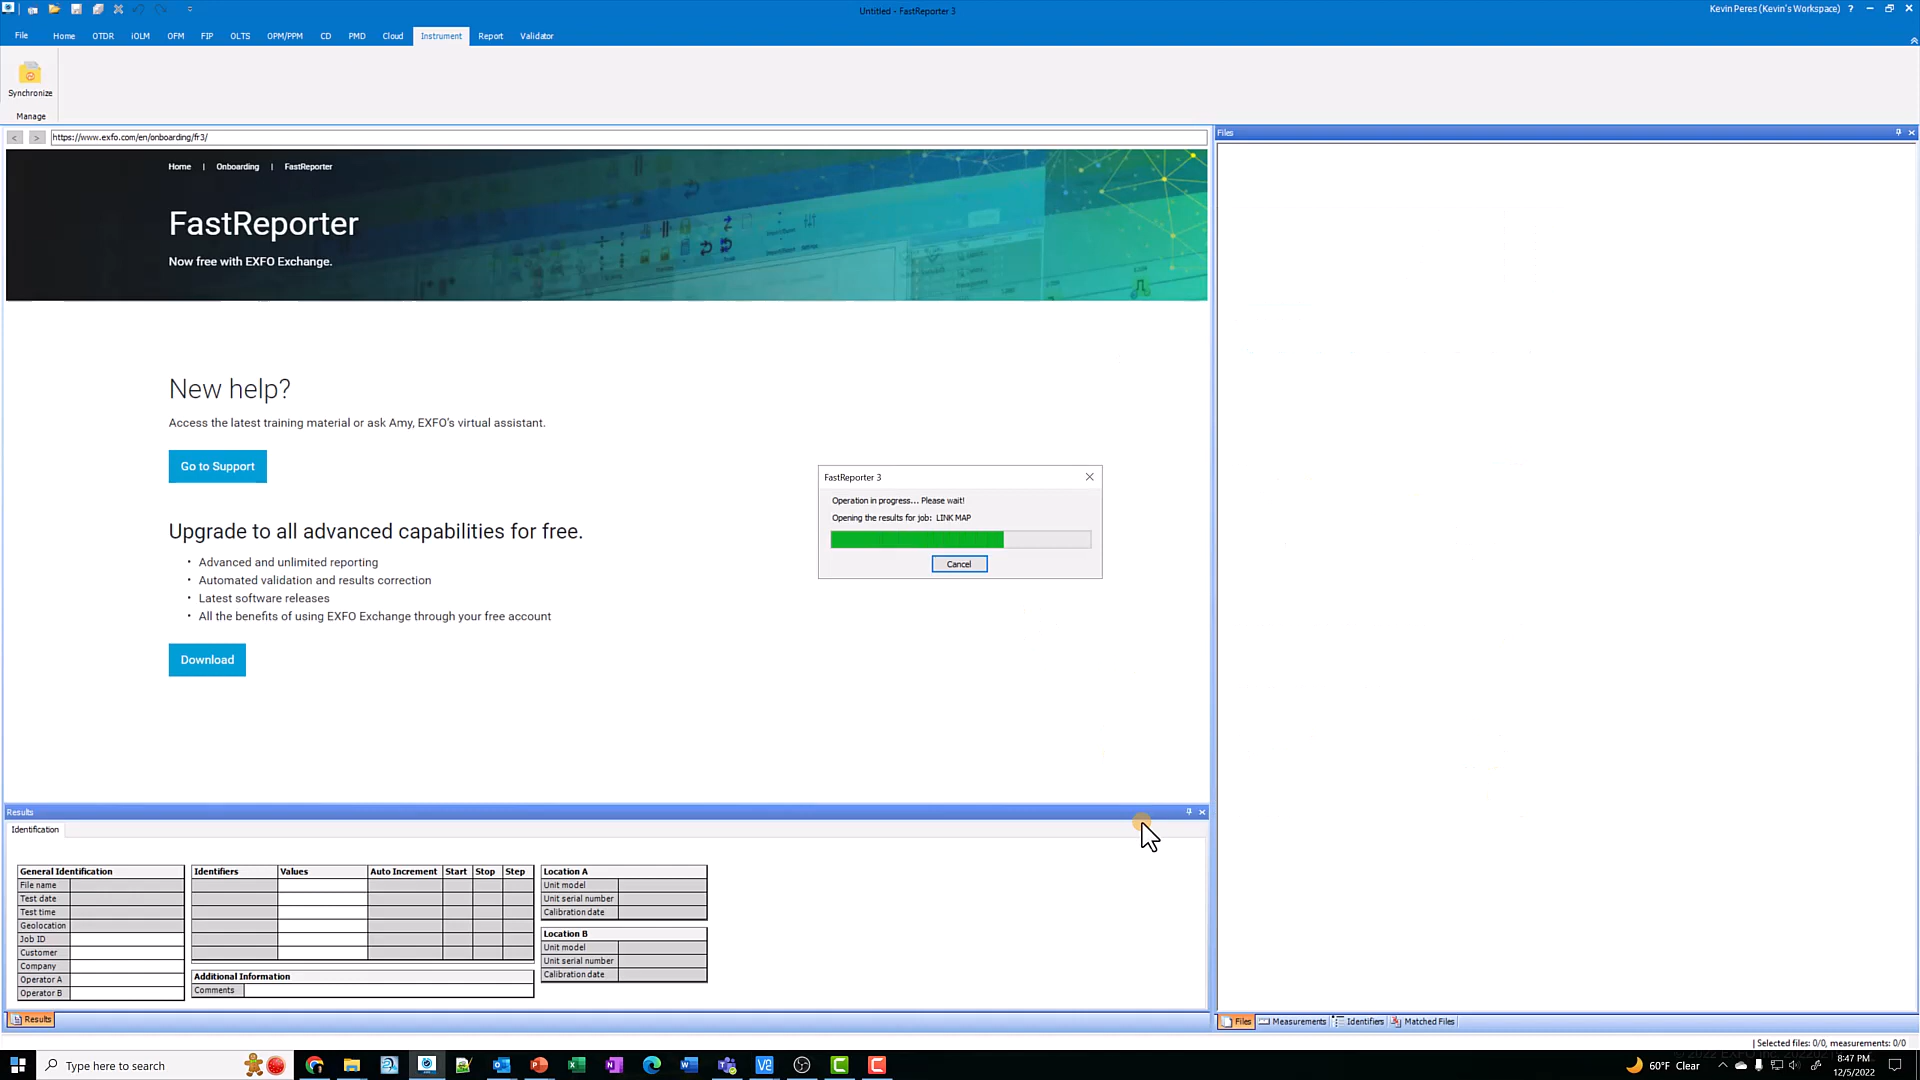 Untitled - FastReporter 3
Kevin Peres (Kevin's Workspace) ?
File Home OTDR iOLM OFM FIP OLTS OPM/PPM CD PMD Cloud Instrument Report Validator
Synchronize
Manage
< > https://www.exfo.com/en/onboarding/fr3/
Files
Home | Onboarding | FastReporter
FastReporter
Now free with EXFO Exchange.
New help?
Access the latest training material or ask Amy, EXFO's virtual assistant.
Go to Support
FastReporter 3
Operation in progress... Please wait!
Opening the results for job: LINK MAP
Cancel
Upgrade to all advanced capabilities for free.
• Advanced and unlimited reporting
• Automated validation and results correction
• Latest software releases
• All the benefits of using EXFO Exchange through your free account
Download
Results
Identification
General Identification
File name
Test date
Test time
Geolocation
Job ID
Customer
Company
Operator A
Operator B
Identifiers Values Auto Increment Start Stop Step
Additional Information
Comments
Location A
Unit model
Unit serial number
Calibration date
Location B
Unit model
Unit serial number
Calibration date
Results
Files Measurements Identifiers Matched Files
| Selected files: 0/0, measurements: 0/0
Type here to search
60°F Clear
8:47 PM
12/5/2022